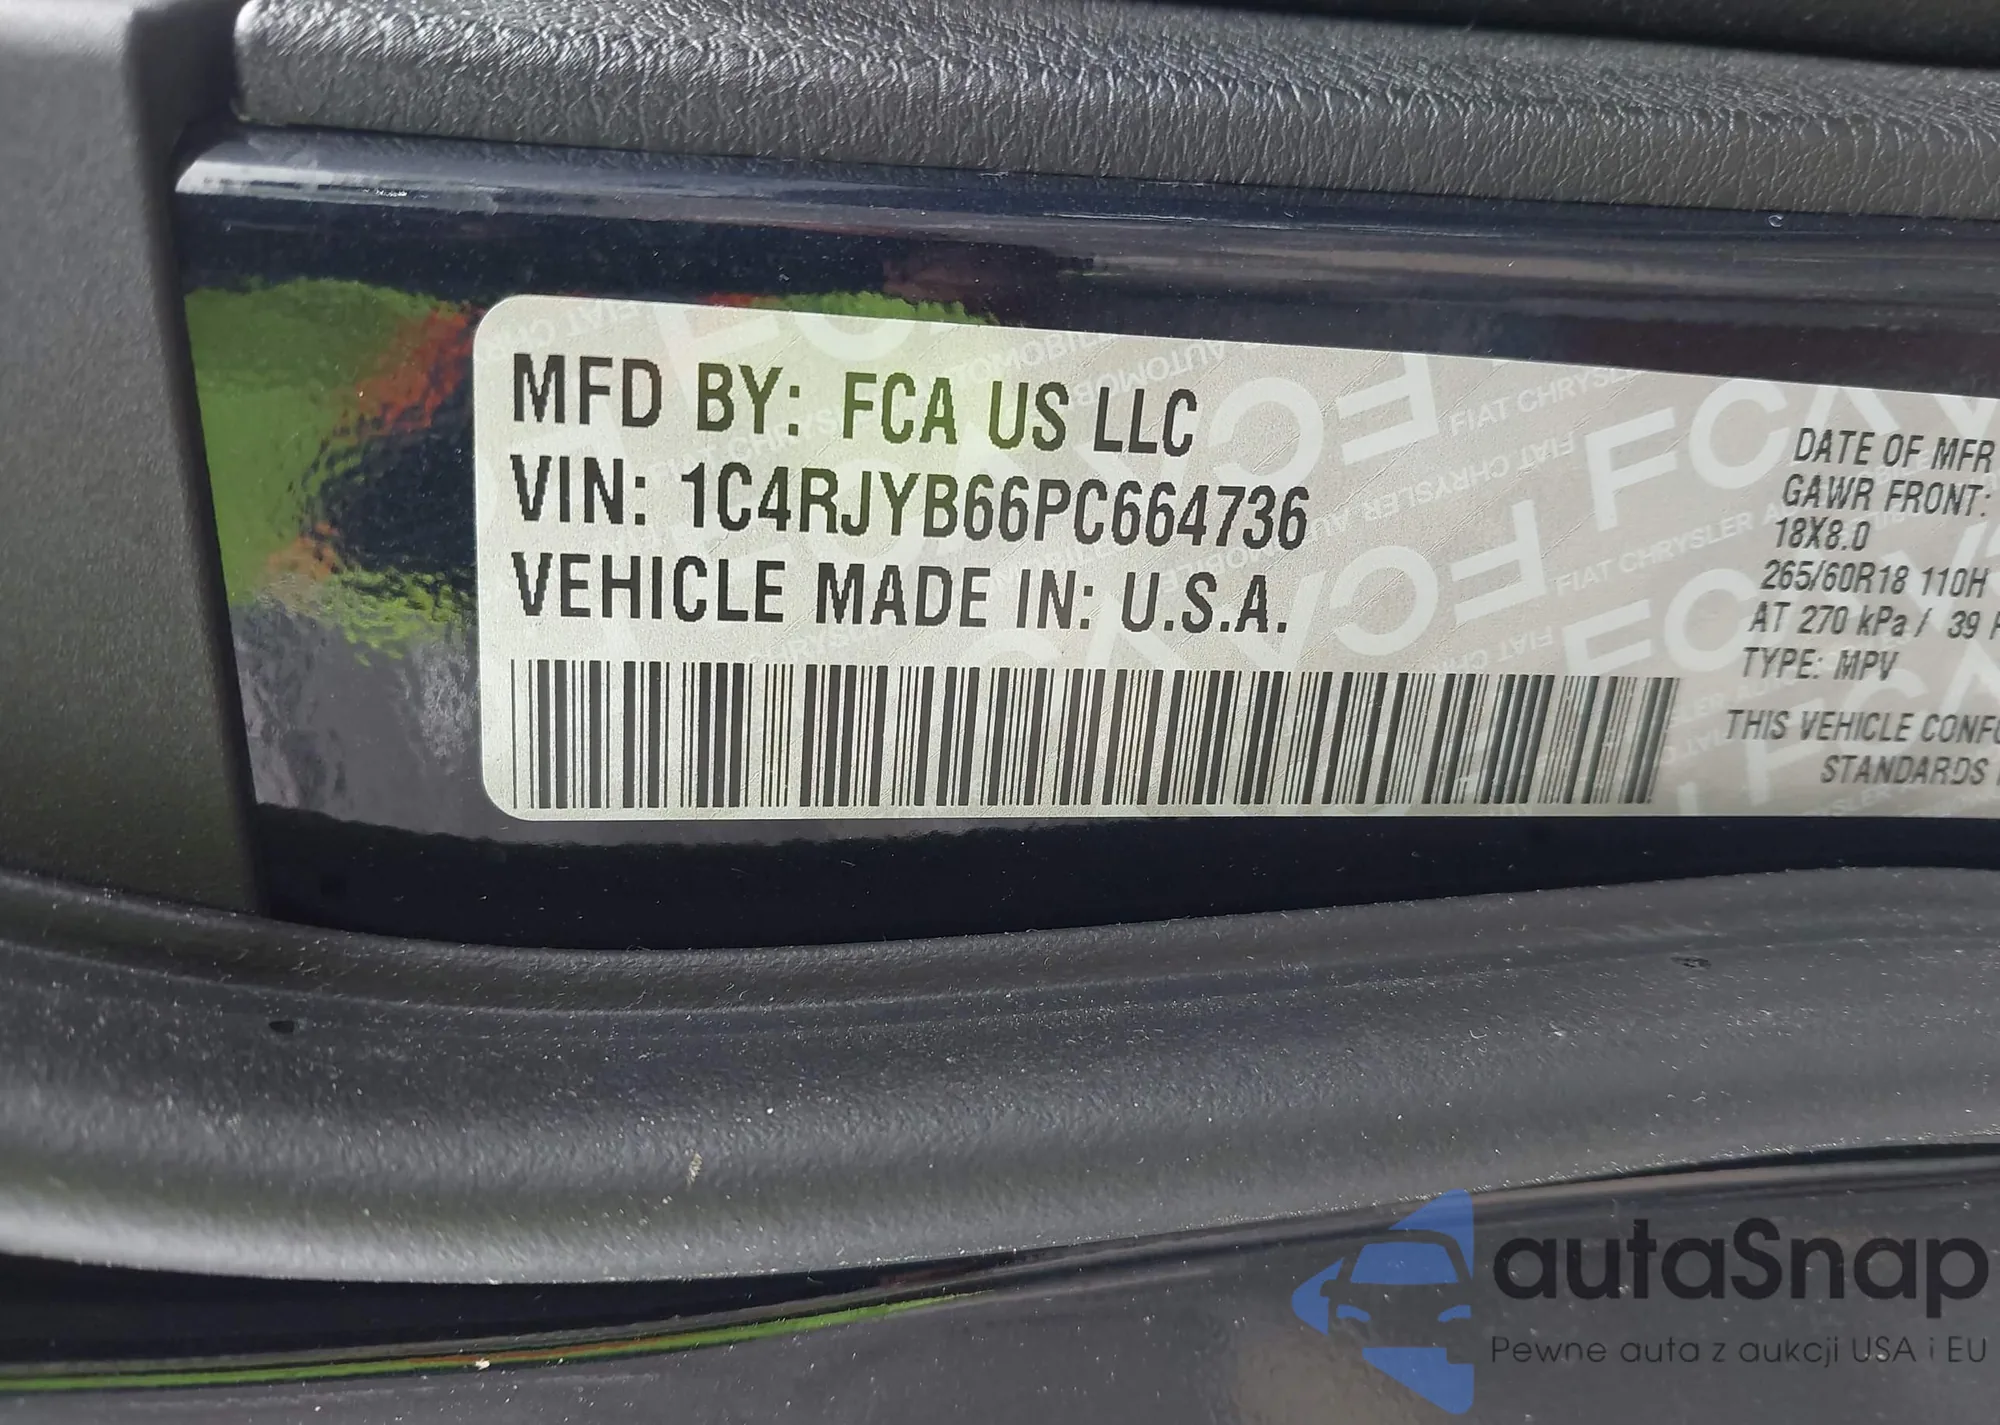 MFD BY: FCA US LLC
VIN: 1C4RJYB66PC664736
VEHICLE MADE IN: U.S.A.
DATE OF MFR
GAWR FRONT:
18X8.0
265/60R18 110H
AT 270 kPa / 39
TYPE: MPV
THIS VEHICLE
STANDARDS
autaSnap
Pewne auta z aukcji USA i EU